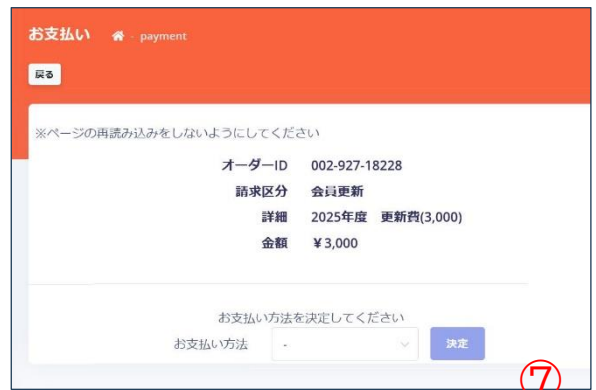 お支払い - payment
戻る
※ページの再読み込みをしないようにしてください
オーダーID 002-927-18228
請求区分 会員更新
詳細 2025年度 更新費(3,000)
金額 ¥3,000
お支払い方法を決定してください
お支払い方法 - 決定
⑦